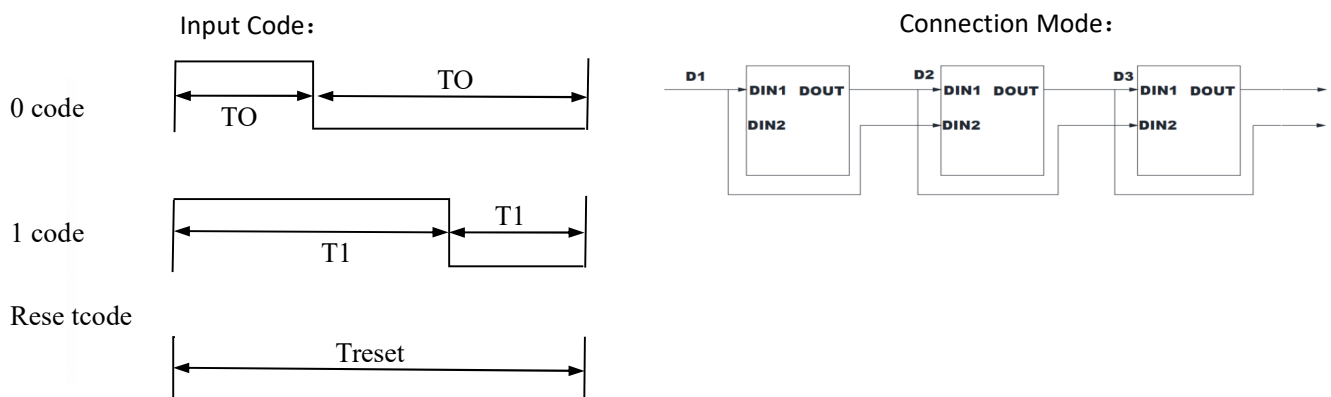 Input Code：
0 code
TO
TO
1 code
T1
T1
Rese tcode
Treset
Connection Mode：
D1
DIN1 DOUT
DIN2
D2
DIN1 DOUT
DIN2
D3
DIN1 DOUT
DIN2